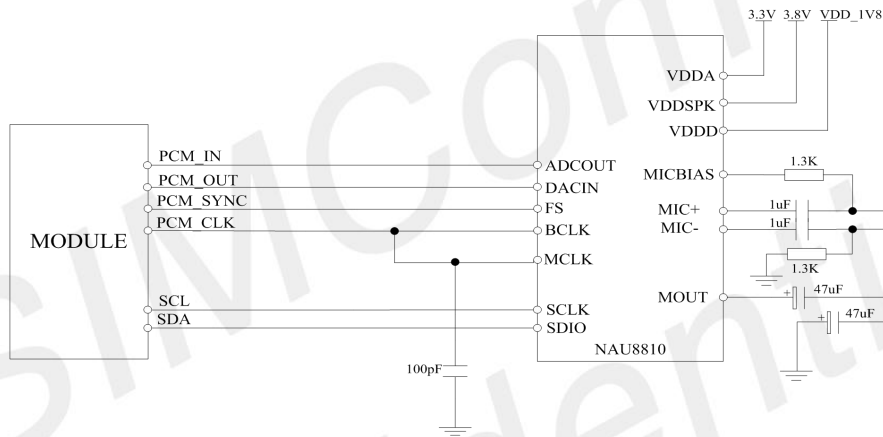 3.3V 3.8V VDD_1V8
VDDA
VDDSPK
VDDD
PCM_IN
ADCOUT
MICBIAS
1.3K
PCM_OUT
DACIN
PCM_SYNC
FS
MIC+
1uF
PCM_CLK
BCLK
MIC-
1uF
MODULE
MCLK
1.3K
SCL
SCLK
MOUT
+
47uF
SDA
SDIO
+
47uF
NAU8810
100pF
SIMCom